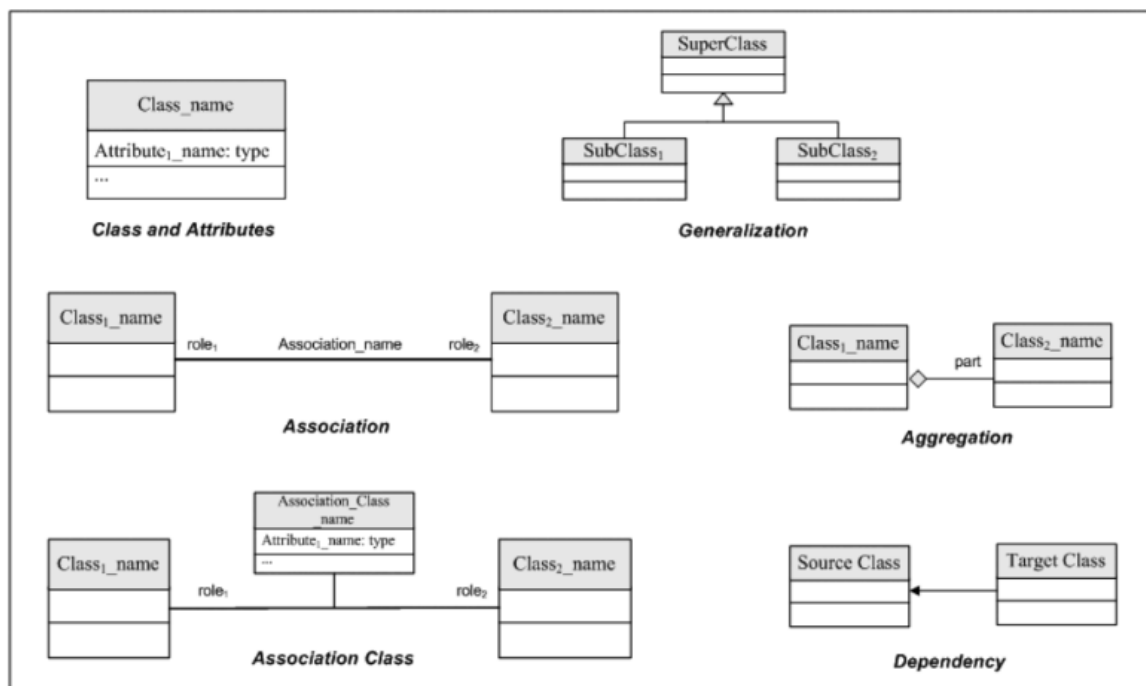 Class_name
Attribute₁_name: type
...
Class and Attributes
SuperClass
SubClass₁
SubClass₂
Generalization
Class₁_name
role₁
Association_name
role₂
Class₂_name
Association
Class₁_name
part
Class₂_name
Aggregation
Association_Class
_name
Attribute₁_name: type
...
Class₁_name
role₁
role₂
Class₂_name
Association Class
Source Class
Target Class
Dependency